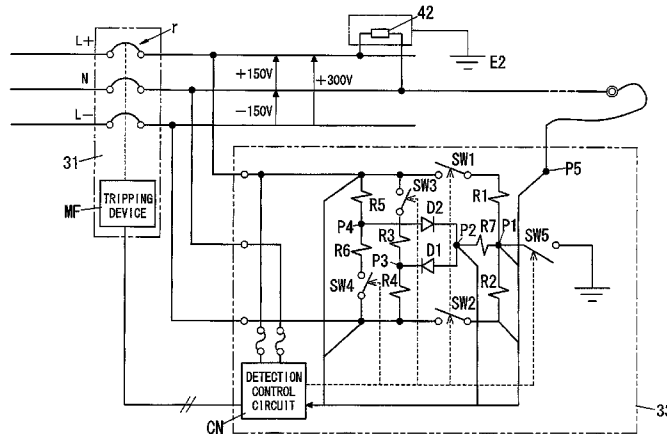 L+
r
42
N
+150V
+300V
E2
−150V
L−
31
MF
TRIPPING
DEVICE
P5
SW1
SW3
R5
R1
D2
P4
P2
R7
P1
SW5
R6
R3
D1
P3
SW4
R4
R2
SW2
DETECTION
CONTROL
CIRCUIT
CN